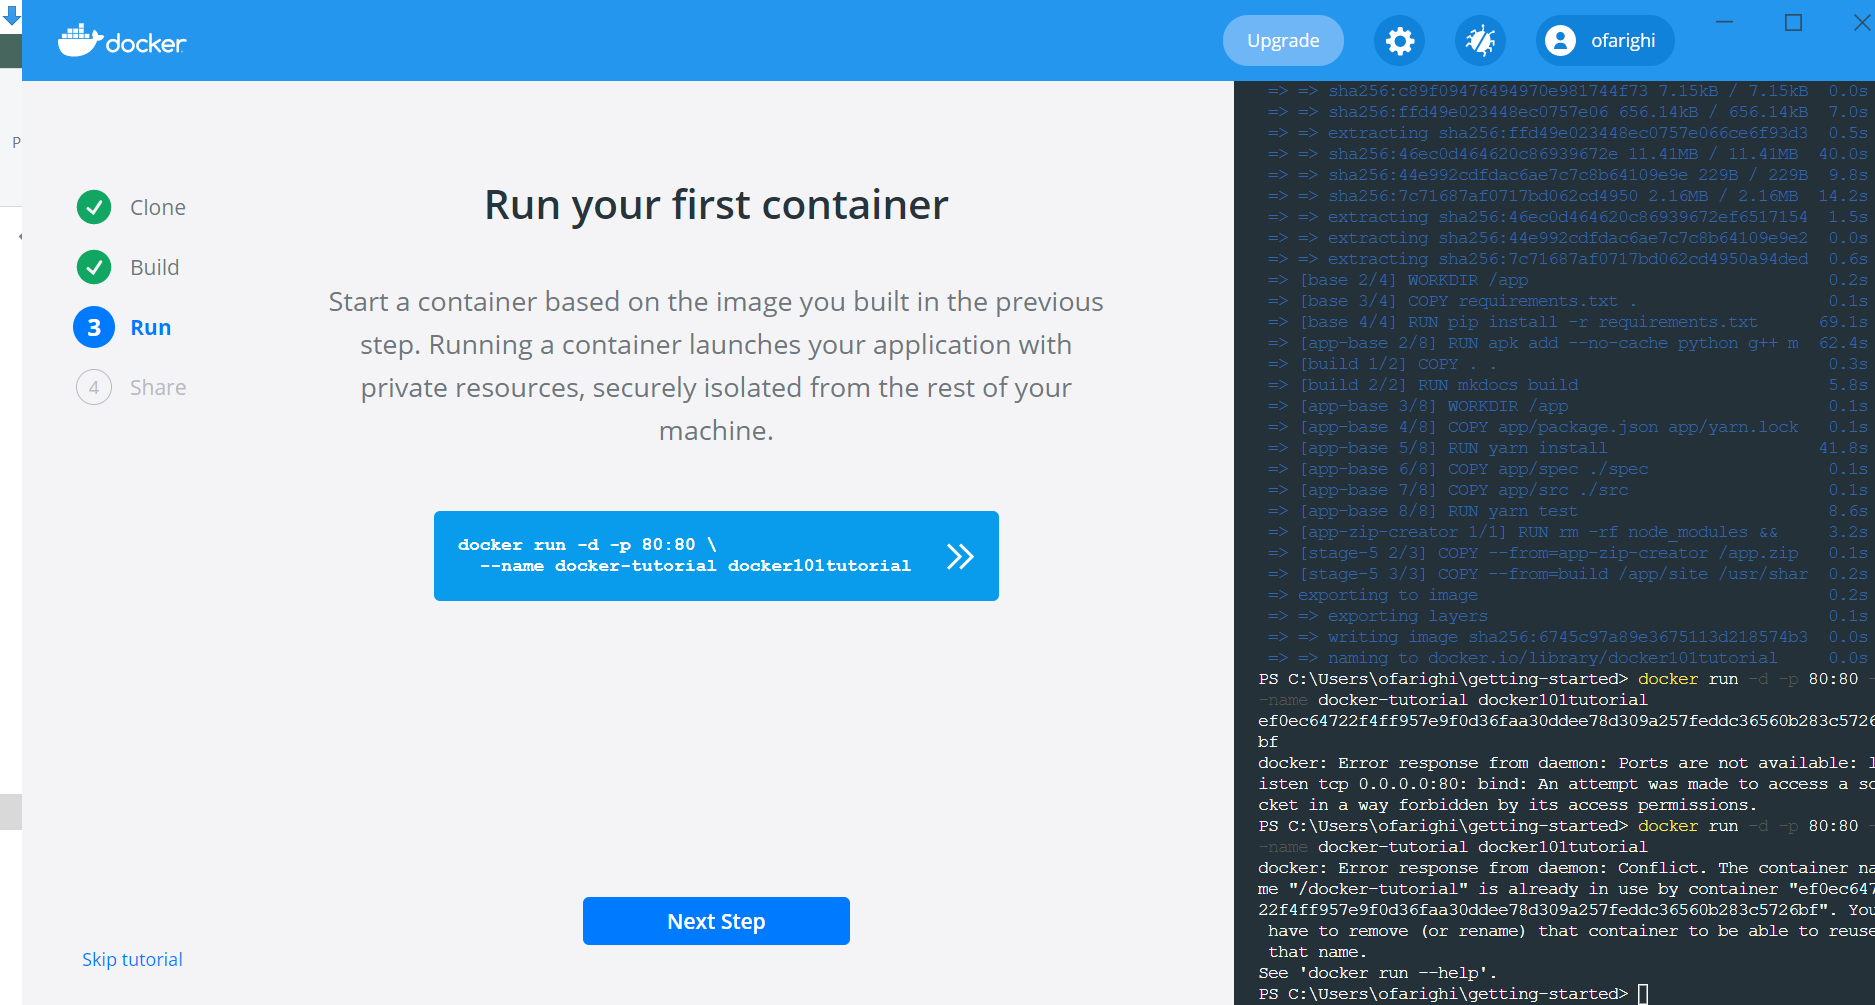 docker
Upgrade
ofarighi
P
Clone
Build
3 Run
4 Share
Run your first container
Start a container based on the image you built in the previous
step. Running a container launches your application with
private resources, securely isolated from the rest of your
machine.
docker run -d -p 80:80 \
--name docker-tutorial docker101tutorial
Next Step
Skip tutorial
=> => sha256:c89f09476494970e981744f73 7.15kB / 7.15kB 0.0s
=> => sha256:ffd49e023448ec0757e06 656.14kB / 656.14kB 7.0s
=> => extracting sha256:ffd49e023448ec0757e066ce6f93d3 0.5s
=> => sha256:46ec0d464620c86939672e 11.41MB / 11.41MB 40.0s
=> => sha256:44e992cdfdac6ae7c7c8b64109e9e 229B / 229B 9.8s
=> => sha256:7c71687af0717bd062cd4950 2.16MB / 2.16MB 14.2s
=> => extracting sha256:46ec0d464620c86939672ef6517154 1.5s
=> => extracting sha256:44e992cdfdac6ae7c7c8b64109e9e2 0.0s
=> => extracting sha256:7c71687af0717bd062cd4950a94ded 0.6s
=> [base 2/4] WORKDIR /app 0.2s
=> [base 3/4] COPY requirements.txt . 0.1s
=> [base 4/4] RUN pip install -r requirements.txt 69.1s
=> [app-base 2/8] RUN apk add --no-cache python g++ m 62.4s
=> [build 1/2] COPY . . 0.3s
=> [build 2/2] RUN mkdocs build 5.8s
=> [app-base 3/8] WORKDIR /app 0.1s
=> [app-base 4/8] COPY app/package.json app/yarn.lock 0.1s
=> [app-base 5/8] RUN yarn install 41.8s
=> [app-base 6/8] COPY app/spec ./spec 0.1s
=> [app-base 7/8] COPY app/src ./src 0.1s
=> [app-base 8/8] RUN yarn test 8.6s
=> [app-zip-creator 1/1] RUN rm -rf node_modules && 3.2s
=> [stage-5 2/3] COPY --from=app-zip-creator /app.zip 0.1s
=> [stage-5 3/3] COPY --from=build /app/site /usr/shar 0.2s
=> exporting to image 0.2s
=> => exporting layers 0.1s
=> => writing image sha256:6745c97a89e3675113d218574b3 0.0s
=> => naming to docker.io/library/docker101tutorial 0.0s
PS C:\Users\ofarighi\getting-started> docker run -d -p 80:80 -
-name docker-tutorial docker101tutorial
ef0ec64722f4ff957e9f0d36faa30ddee78d309a257feddc36560b283c5726
bf
docker: Error response from daemon: Ports are not available: l
isten tcp 0.0.0.0:80: bind: An attempt was made to access a so
cket in a way forbidden by its access permissions.
PS C:\Users\ofarighi\getting-started> docker run -d -p 80:80 -
-name docker-tutorial docker101tutorial
docker: Error response from daemon: Conflict. The container na
me "/docker-tutorial" is already in use by container "ef0ec647
22f4ff957e9f0d36faa30ddee78d309a257feddc36560b283c5726bf". You
have to remove (or rename) that container to be able to reuse
that name.
See 'docker run --help'.
PS C:\Users\ofarighi\getting-started>